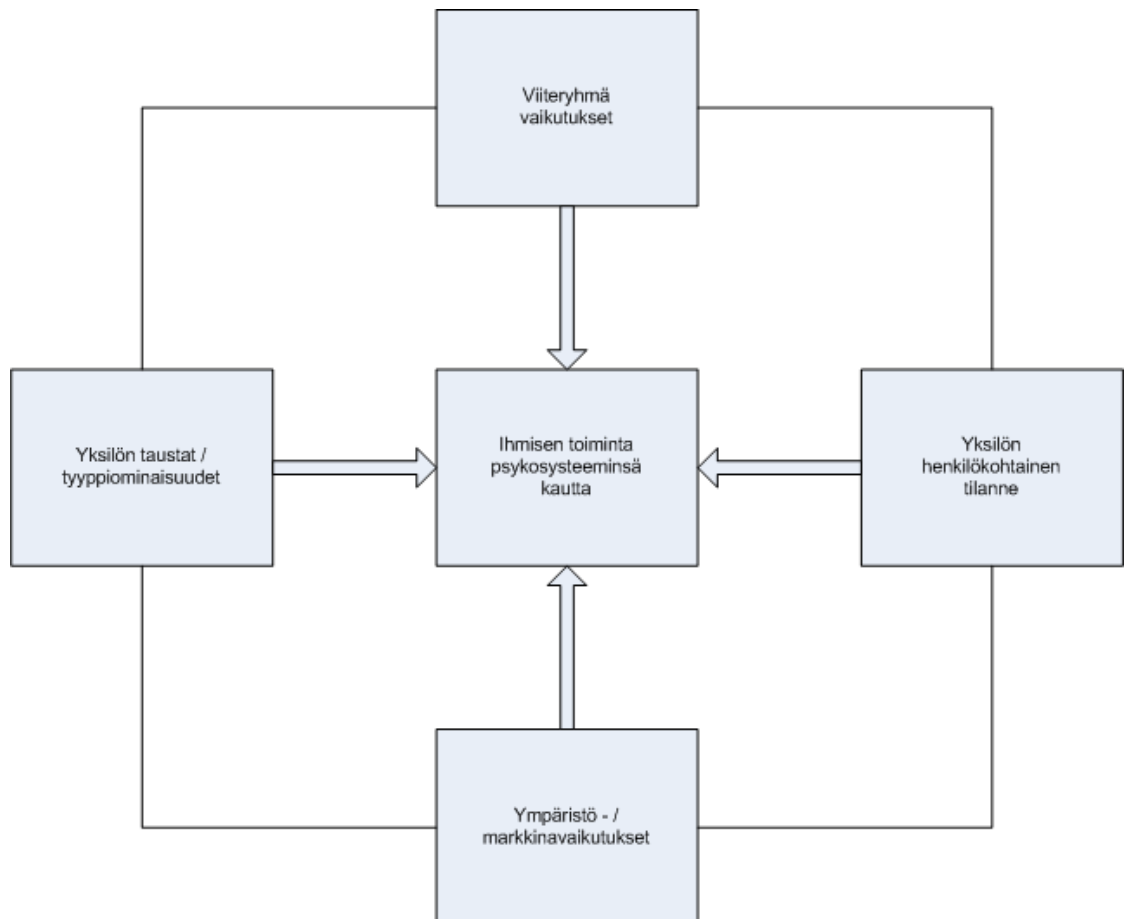 Viiteryhmä
vaikutukset
Yksilön taustat /
tyyppiominaisuudet
Ihmisen toiminta
psykosysteeminsä
kautta
Yksilön
henkilökohtainen
tilanne
Ympäristö - /
markkinavaikutukset